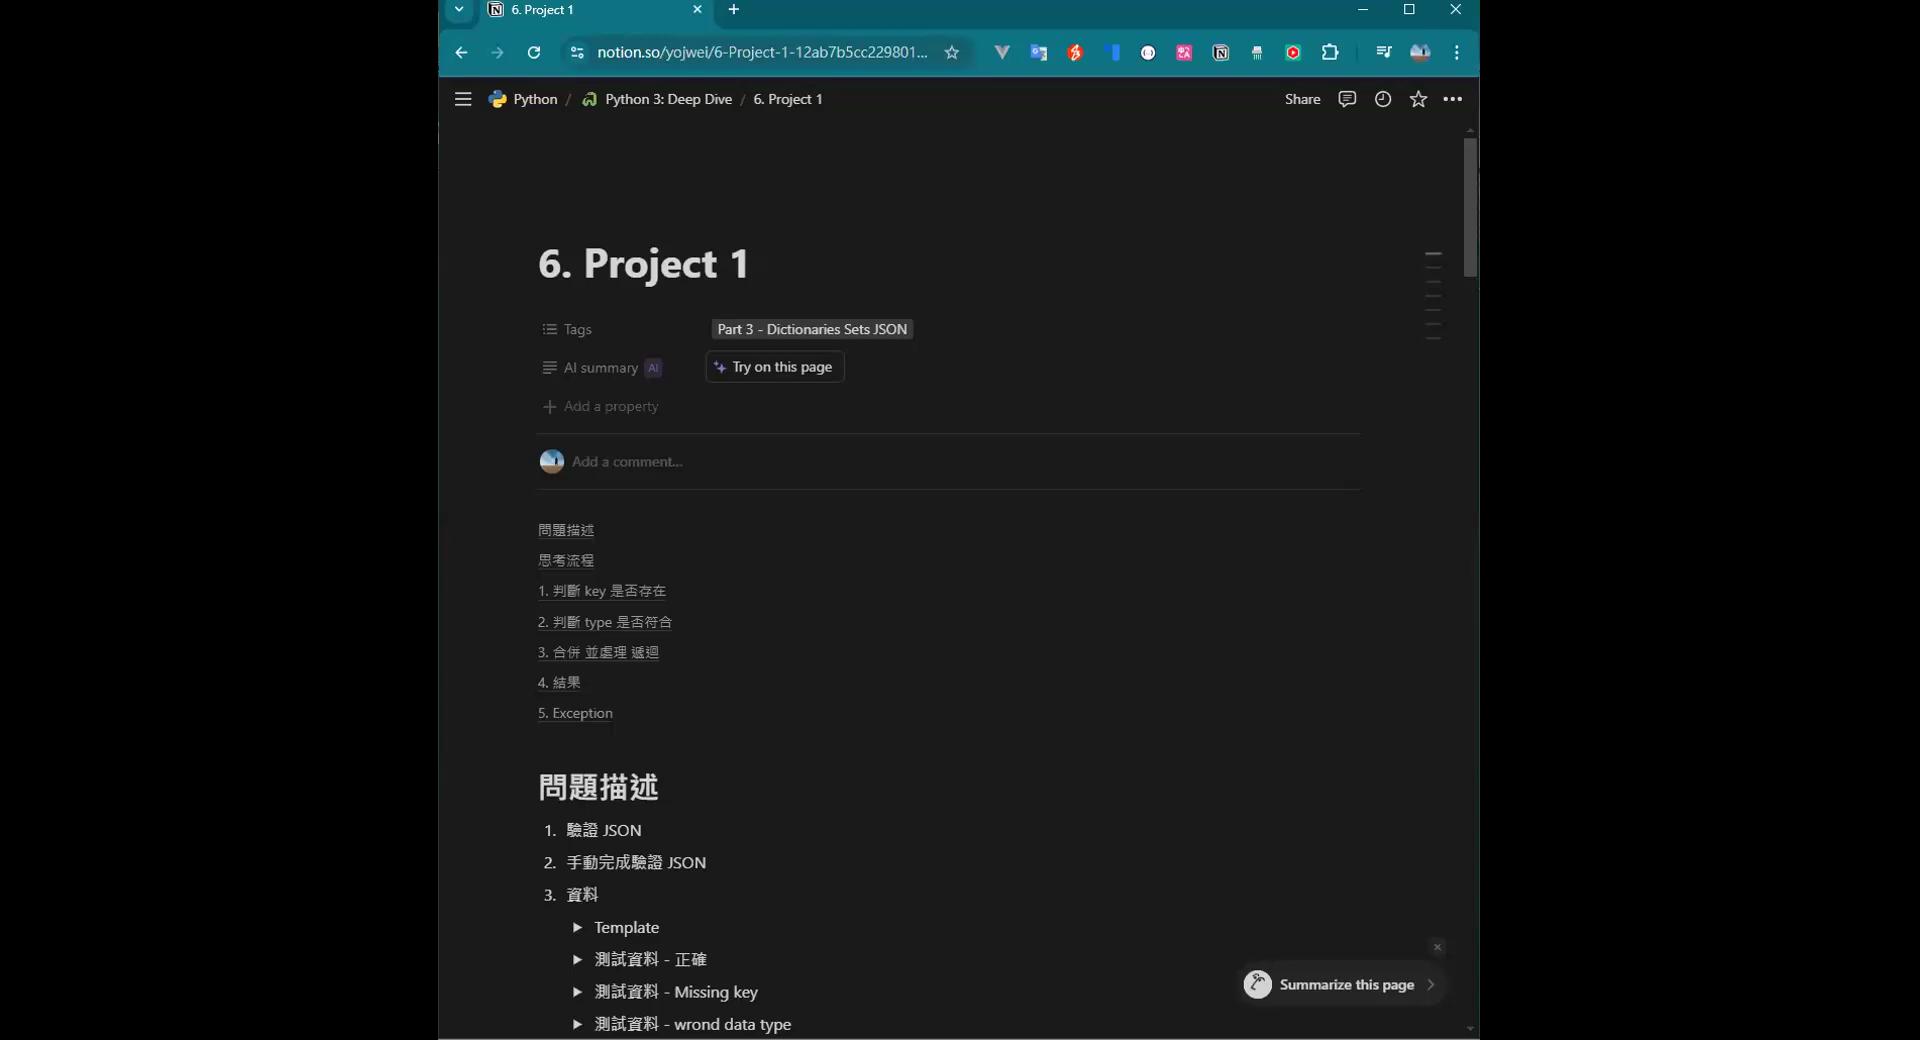 6. Project 1
notion.so/yojwei/6-Project-1-12ab7b5cc229801...
Python / Python 3: Deep Dive / 6. Project 1
Share
6. Project 1
Tags
Part 3 - Dictionaries Sets JSON
AI summary AI
Try on this page
Add a property
Add a comment...
問題描述
思考流程
1. 判斷 key 是否存在
2. 判斷 type 是否符合
3. 合併 並處理 遞迴
4. 結果
5. Exception
問題描述
1. 驗證 JSON
2. 手動完成驗證 JSON
3. 資料
Template
測試資料 - 正確
測試資料 - Missing key
測試資料 - wrond data type
Summarize this page